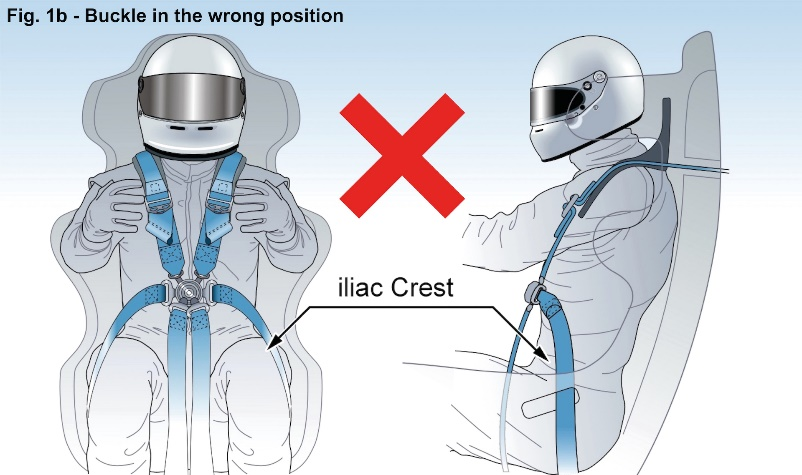 Fig. 1b - Buckle in the wrong position
iliac Crest